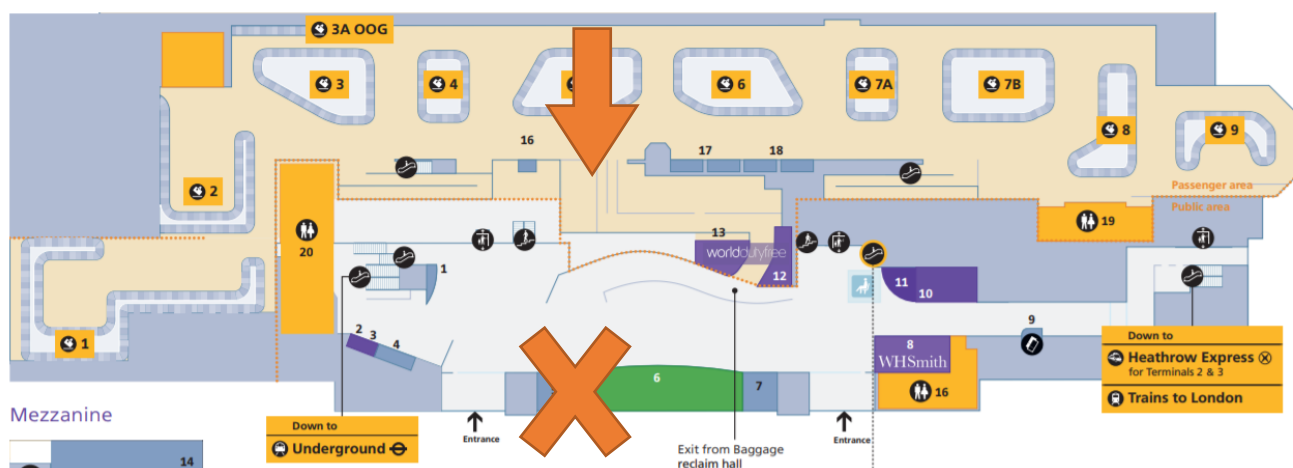 3A OOG
3
4
6
7A
7B
8
9
2
1
16
17
18
Passenger area
Public area
19
20
13
worlddutyfree
12
1
11
10
2
3
4
9
8
WHSmith
6
7
16
Down to
Heathrow Express
for Terminals 2 & 3
Trains to London
Mezzanine
14
Down to
Underground
Entrance
Entrance
Exit from Baggage
reclaim hall